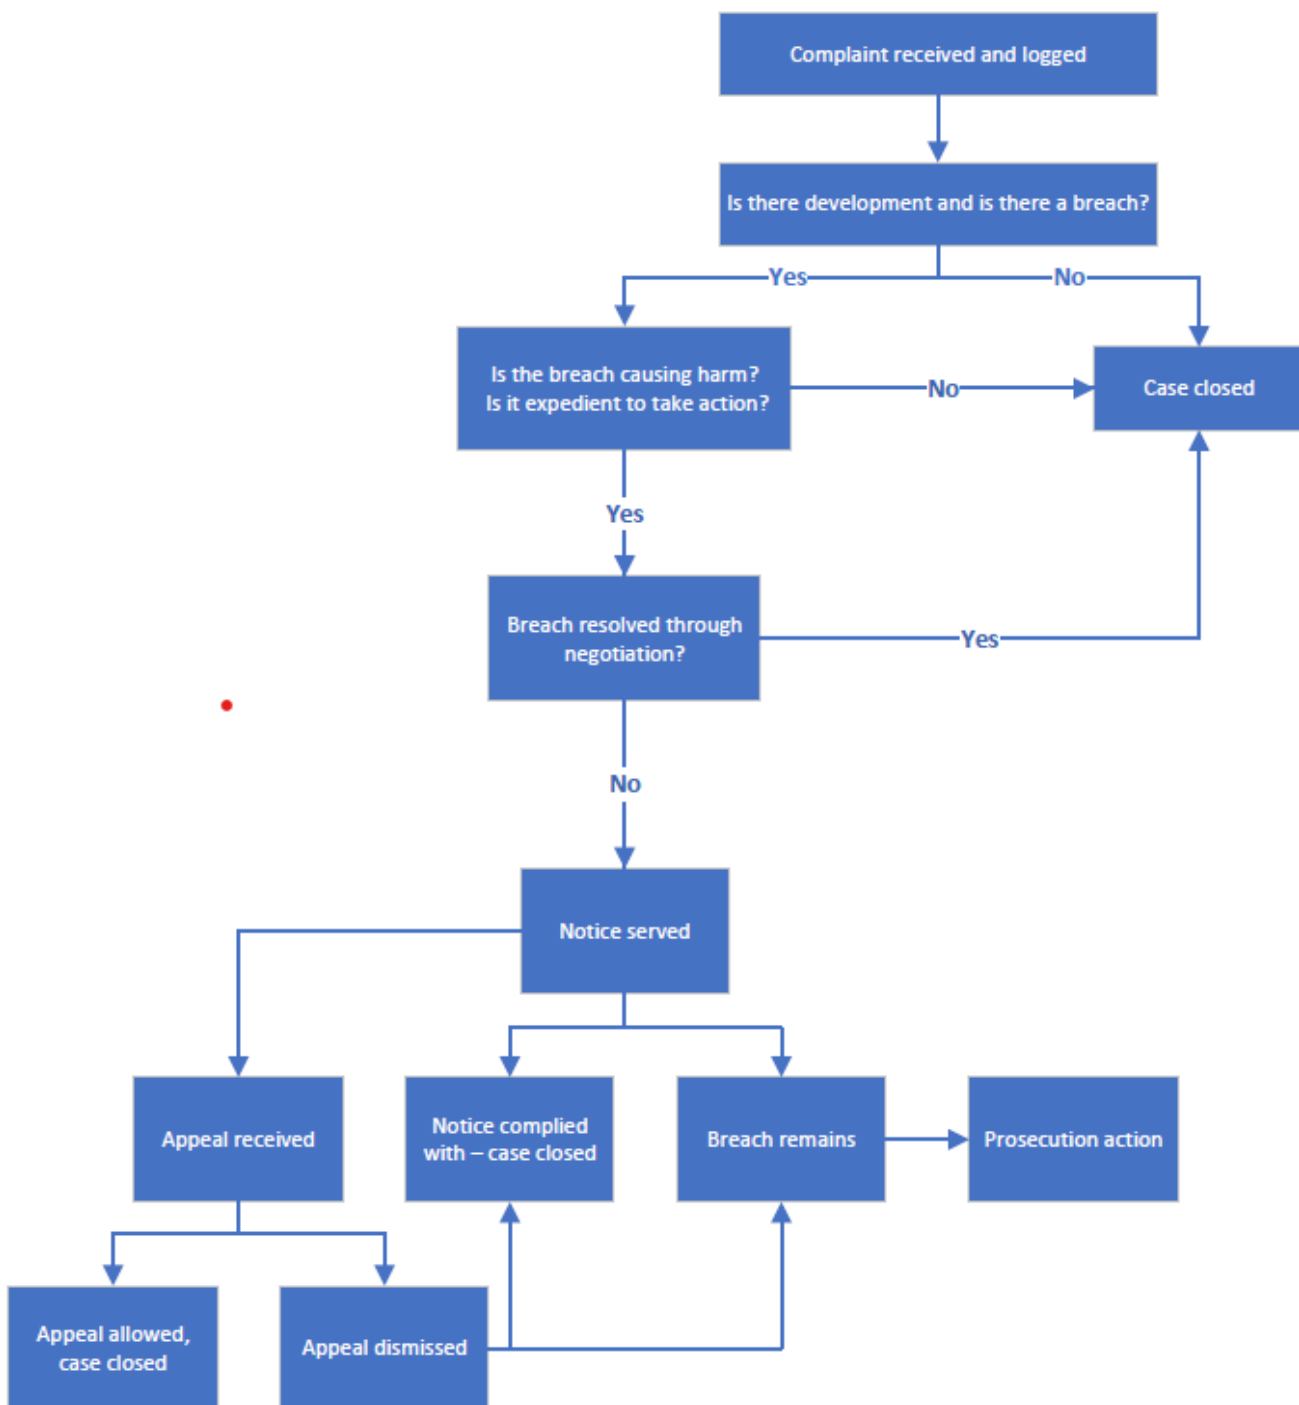 Complaint received and logged
Is there development and is there a breach?
Yes
No
Is the breach causing harm?
Is it expedient to take action?
No
Case closed
Yes
Breach resolved through
negotiation?
Yes
No
Notice served
Appeal received
Notice complied
with – case closed
Breach remains
Prosecution action
Appeal allowed,
case closed
Appeal dismissed